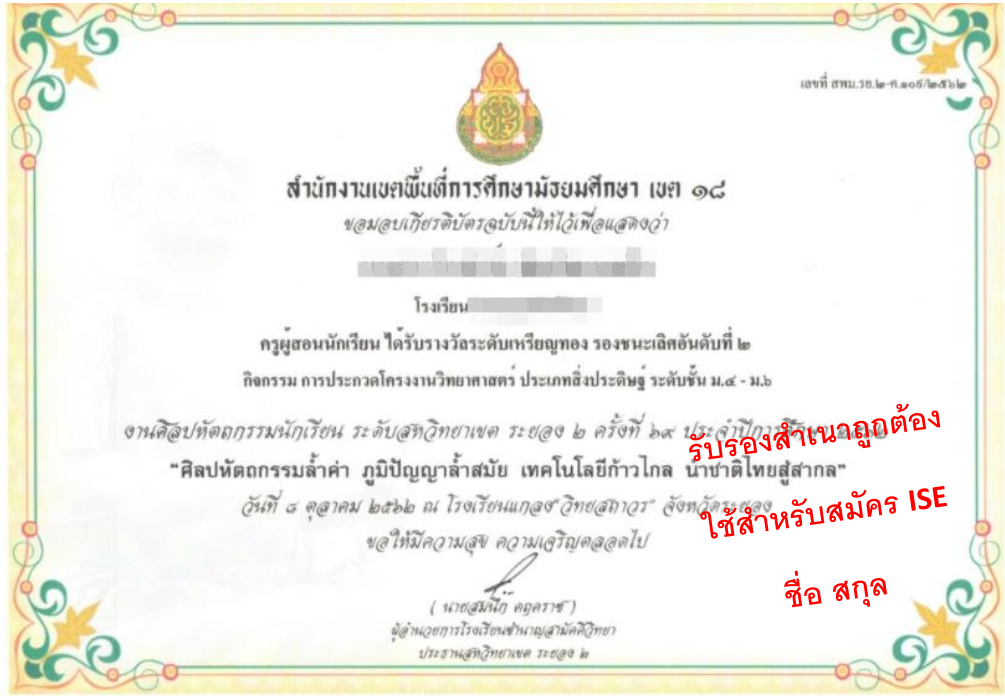 เลขที่ สพม.รย.๒-ค.๑๐๕/๒๕๖๒
สำนักงานเขตพื้นที่การศึกษามัธยมศึกษา เขต ๑๘
ขอมอบเกียรติบัตรฉบับนี้ให้ไว้เพื่อแสดงว่า
โรงเรียน
ครูผู้สอนนักเรียน ได้รับรางวัลระดับเหรียญทอง รองชนะเลิศอันดับที่ ๒
กิจกรรม การประกวดโครงงานวิทยาศาสตร์ ประเภทสิ่งประดิษฐ์ ระดับชั้น ม.๔ - ม.๖
งานศิลปหัตถกรรมนักเรียน ระดับสหวิทยาเขต ระยอง ๒ ครั้งที่ ๖๙ ประจำปีการศึกษา ๒๕๖๒
"ศิลปหัตถกรรมล้ำค่า ภูมิปัญญาล้ำสมัย เทคโนโลยีก้าวไกล นำชาติไทยสู่สากล"
วันที่ ๘ ตุลาคม ๒๕๖๒ ณ โรงเรียนแกลง"วิทยสถาวร" จังหวัดระยอง
ขอให้มีความสุข ความเจริญตลอดไป
( นายสมนึก )
ผู้อำนวยการโรงเรียนชำนาญสามัคคีวิทยา
ประธานสหวิทยาเขต ระยอง ๒
รับรองสำเนาถูกต้อง
ใช้สำหรับสมัคร ISE
ชื่อ สกุล